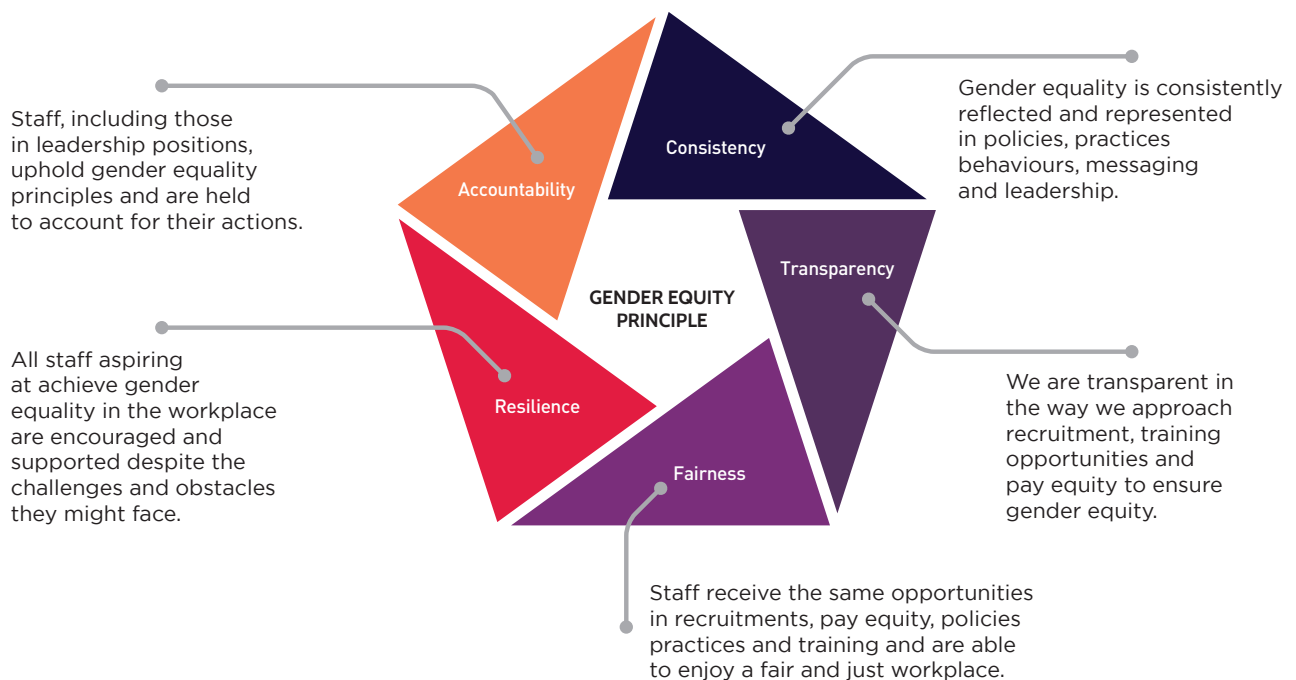 Consistency
Gender equality is consistently
reflected and represented
in policies, practices
behaviours, messaging
and leadership.
Staff, including those
in leadership positions,
uphold gender equality
principles and are held
to account for their actions.
Accountability
Transparency
GENDER EQUITY
PRINCIPLE
All staff aspiring
at achieve gender
equality in the workplace
are encouraged and
supported despite the
challenges and obstacles
they might face.
Resilience
We are transparent in
the way we approach
recruitment, training
opportunities and
pay equity to ensure
gender equity.
Fairness
Staff receive the same opportunities
in recruitments, pay equity, policies
practices and training and are able
to enjoy a fair and just workplace.